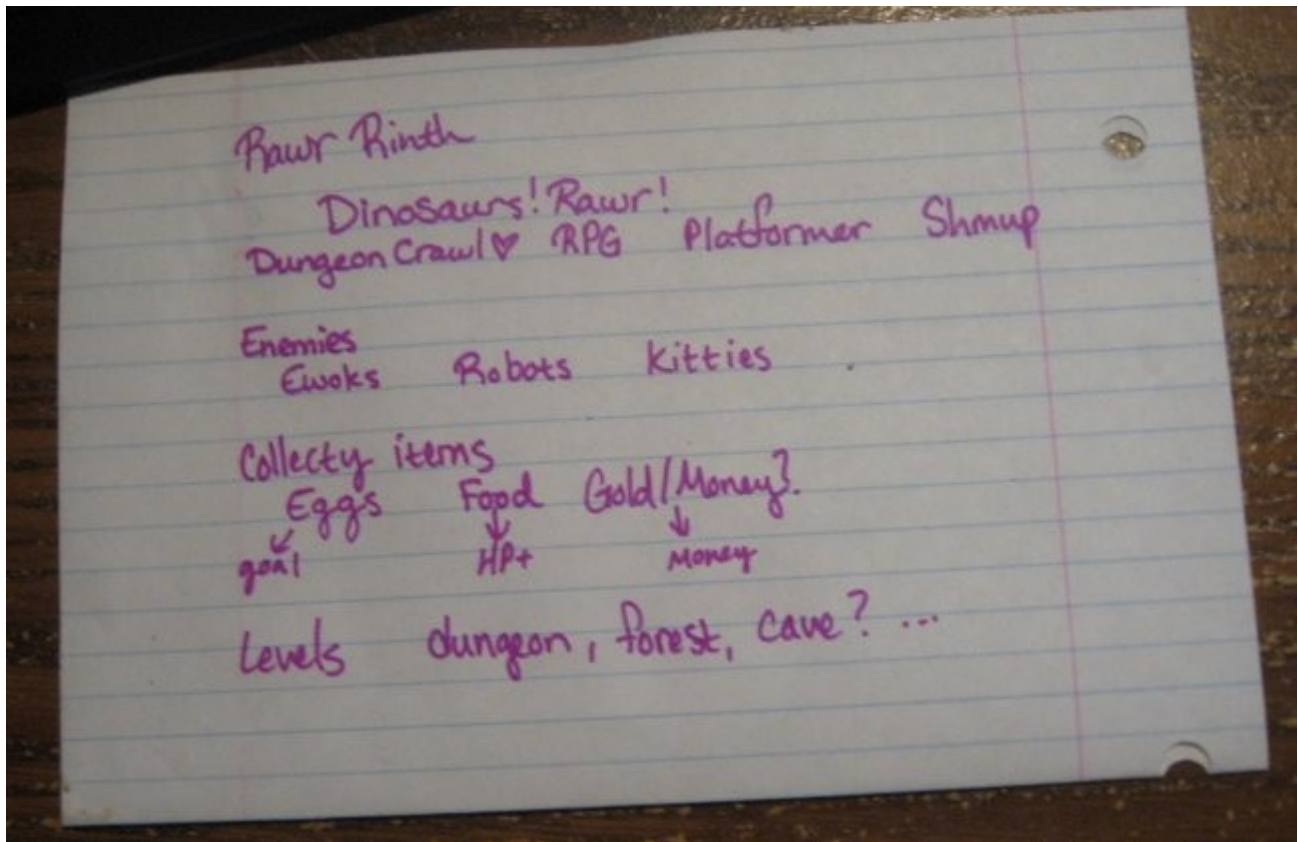 Rawr Rinth
Dinosaurs! Rawr!
Dungeon Crawl♡ RPG Platformer Shmup
Enemies
Ewoks Robots Kitties
Collecty items
Eggs Food Gold/Money?
↙ ↓ ↓
goal HP+ Money
Levels dungeon, forest, cave? ...